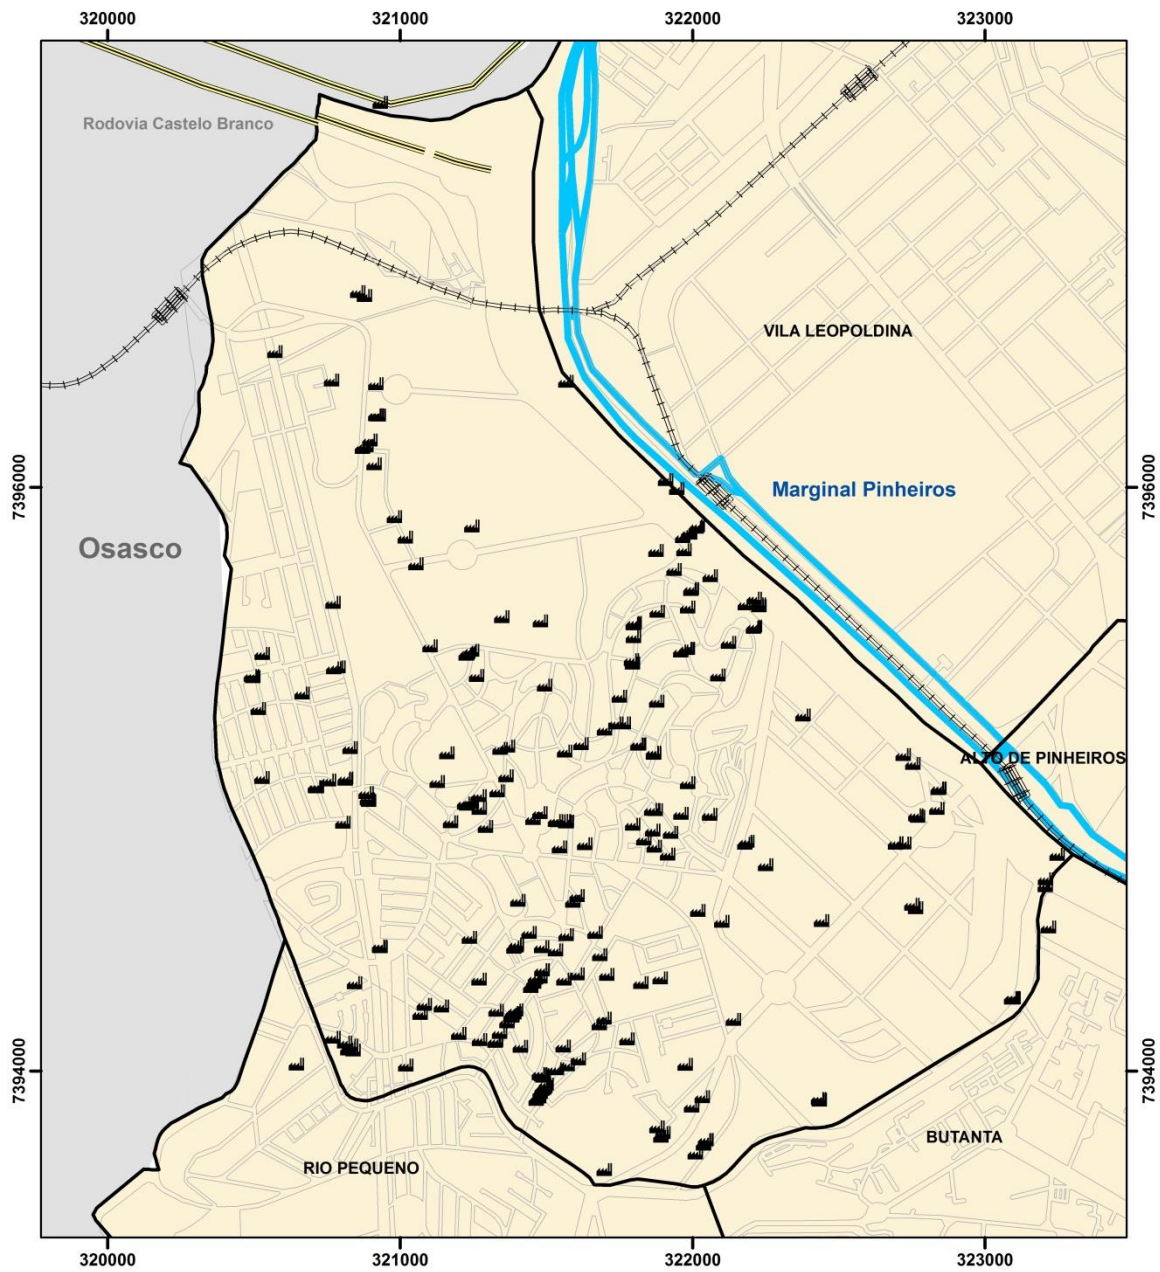 320000
321000
322000
323000
Rodovia Castelo Branco
VILA LEOPOLDINA
7396000
Marginal Pinheiros
7396000
Osasco
ALTO DE PINHEIROS
7394000
7394000
BUTANTA
RIO PEQUENO
320000
321000
322000
323000